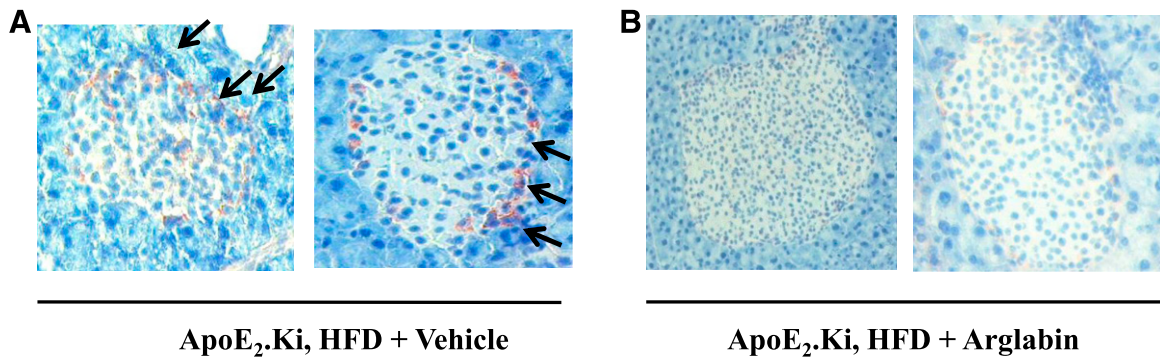 A
B
ApoE₂.Ki, HFD + Vehicle
ApoE₂.Ki, HFD + Arglabin